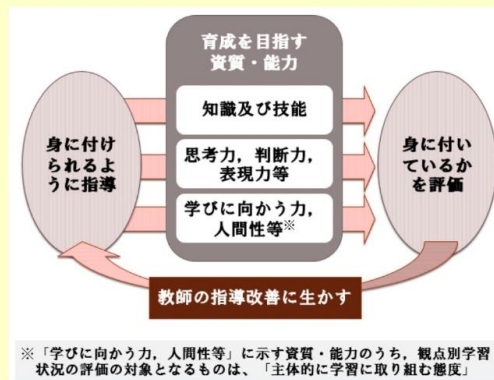 育成を目指す
資質・能力
知識及び技能
思考力，判断力，
表現力等
学びに向かう力，
人間性等※
身に付け
られるよ
うに指導
身に付い
ているか
を評価
教師の指導改善に生かす
※「学びに向かう力，人間性等」に示す資質・能力のうち，観点別学習
状況の評価の対象となるものは、「主体的に学習に取り組む態度」